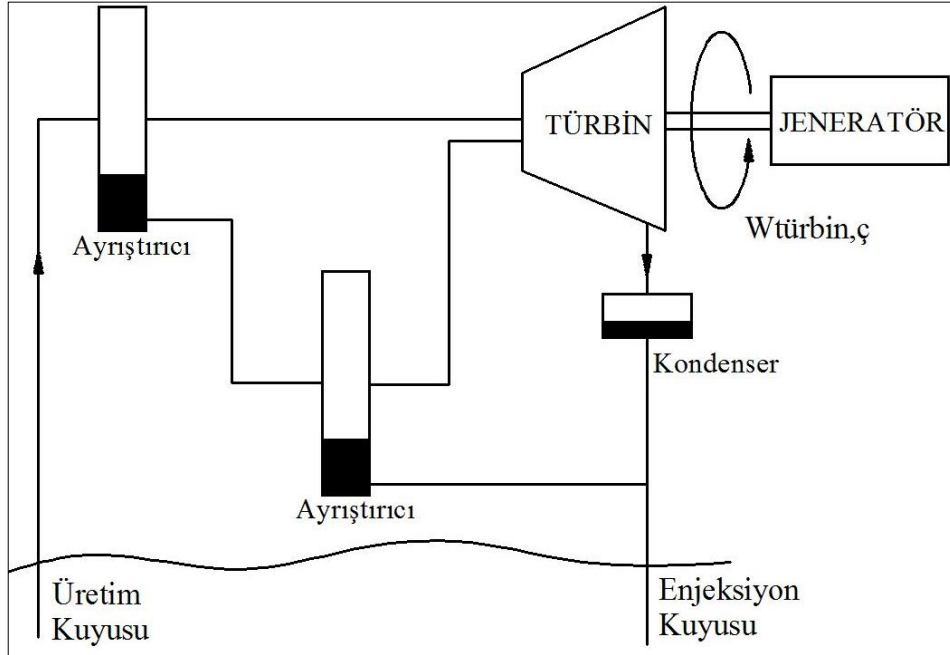 TÜRBİN
JENERATÖR
Ayrıştırıcı
Wtürbin,ç
Kondenser
Ayrıştırıcı
Üretim
Kuyusu
Enjeksiyon
Kuyusu